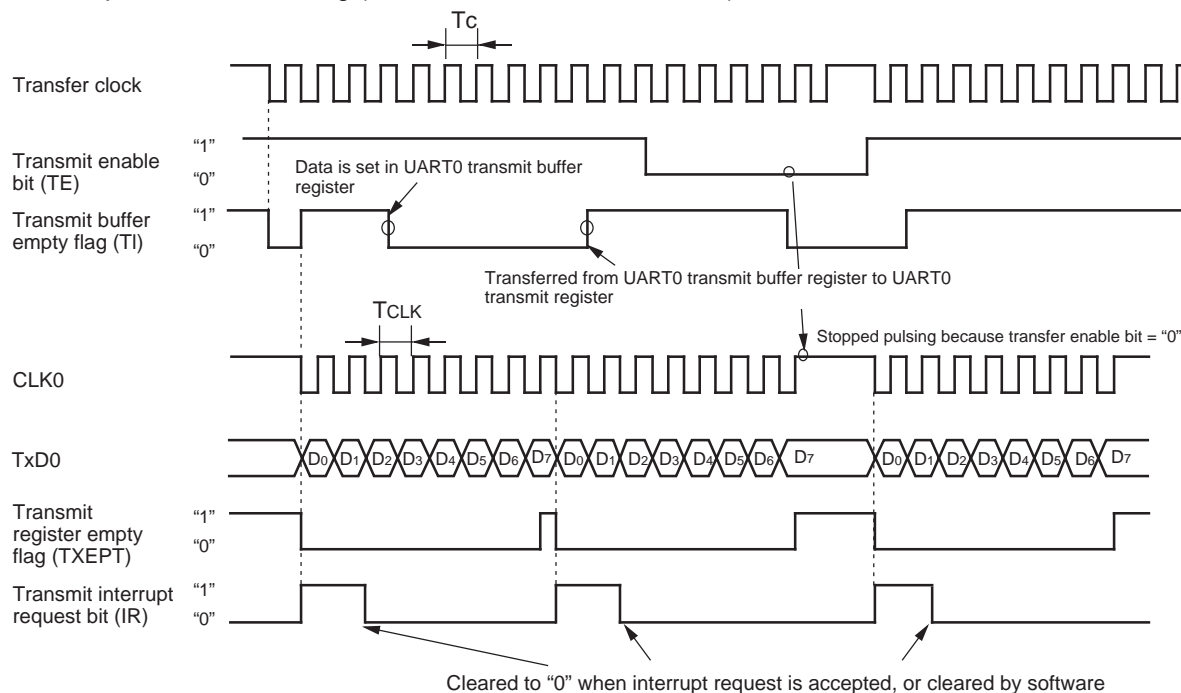 Tc
Transfer clock
Transmit enable
bit (TE)
“1”
“0”
Data is set in UART0 transmit buffer
register
Transmit buffer
empty flag (TI)
“1”
“0”
Transferred from UART0 transmit buffer register to UART0
transmit register
TCLK
Stopped pulsing because transfer enable bit = “0”
CLK0
TxD0
D0 D1 D2 D3 D4 D5 D6 D7 D0 D1 D2 D3 D4 D5 D6 D7 D0 D1 D2 D3 D4 D5 D6 D7
Transmit
register empty
flag (TXEPT)
“1”
“0”
Transmit interrupt
request bit (IR)
“1”
“0”
Cleared to “0” when interrupt request is accepted, or cleared by software